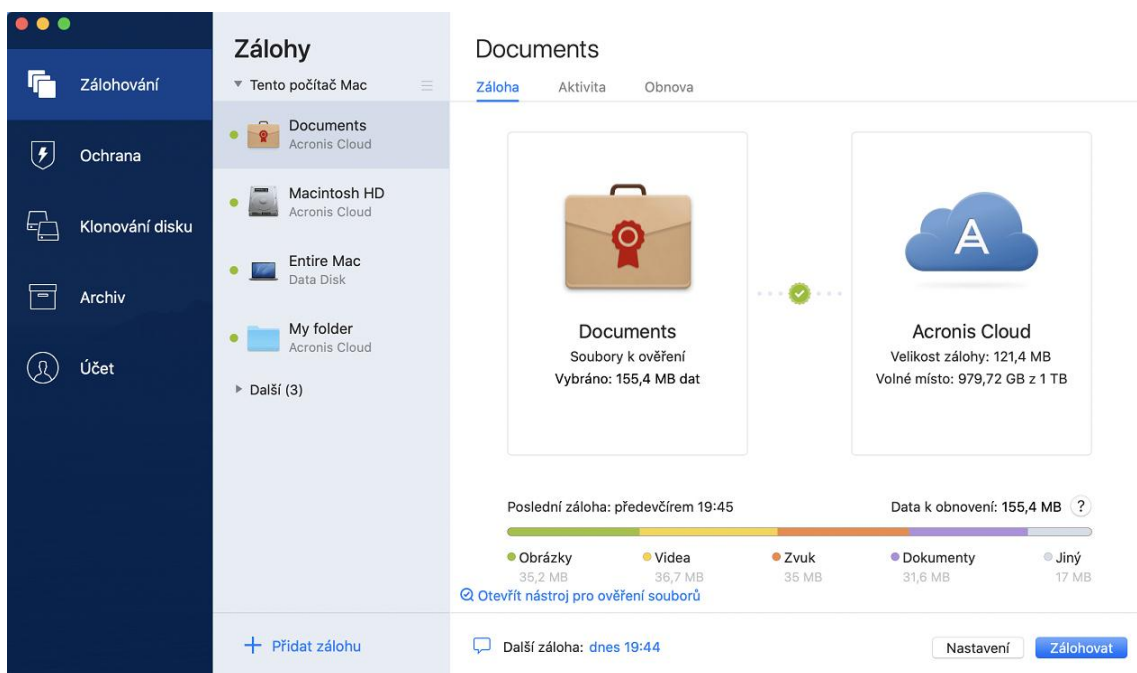 Zálohování
Ochrana
Klonování disku
Archiv
Účet
Zálohy
Tento počítač Mac
Documents
Acronis Cloud
Macintosh HD
Acronis Cloud
Entire Mac
Data Disk
My folder
Acronis Cloud
Další (3)
Přidat zálohu
Documents
Záloha Aktivita Obnova
Documents
Soubory k ověření
Vybráno: 155,4 MB dat
A
Acronis Cloud
Velikost zálohy: 121,4 MB
Volné místo: 979,72 GB z 1 TB
Poslední záloha: předevčírem 19:45 Data k obnovení: 155,4 MB ?
Obrázky Videa Zvuk Dokumenty Jiný
35,2 MB 36,7 MB 35 MB 31,6 MB 17 MB
Otevřít nástroj pro ověření souborů
Další záloha: dnes 19:44 Nastavení Zálohovat